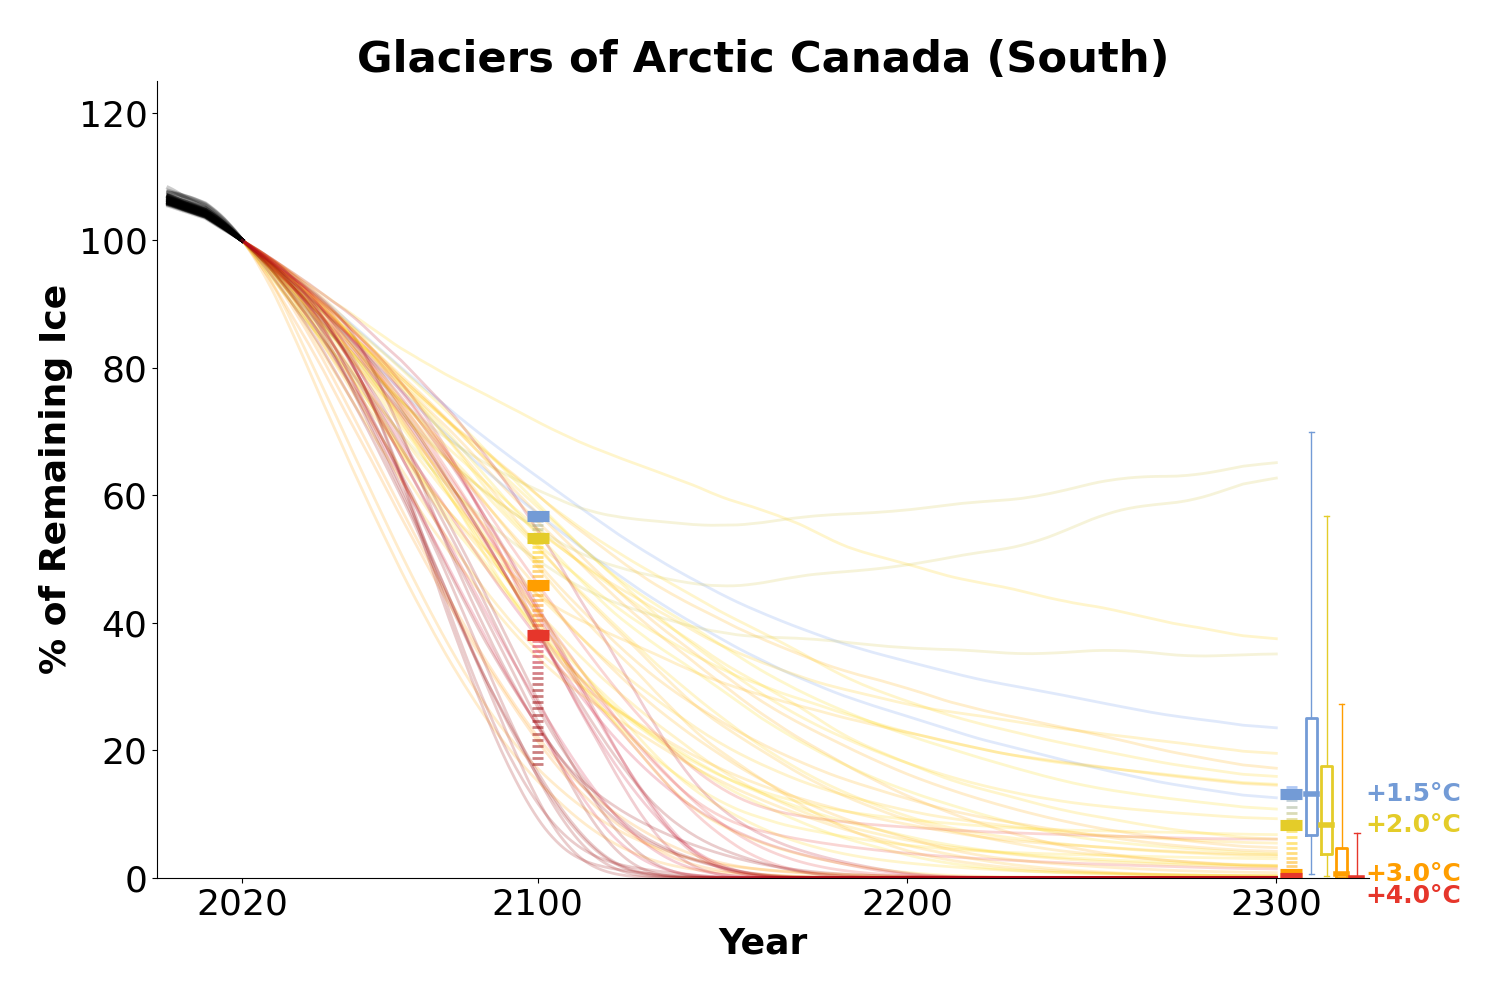 Glaciers of Arctic Canada (South)
% of Remaining Ice
120
100
80
60
40
20
0
2020
2100
2200
2300
Year
+1.5°C
+2.0°C
+3.0°C
+4.0°C